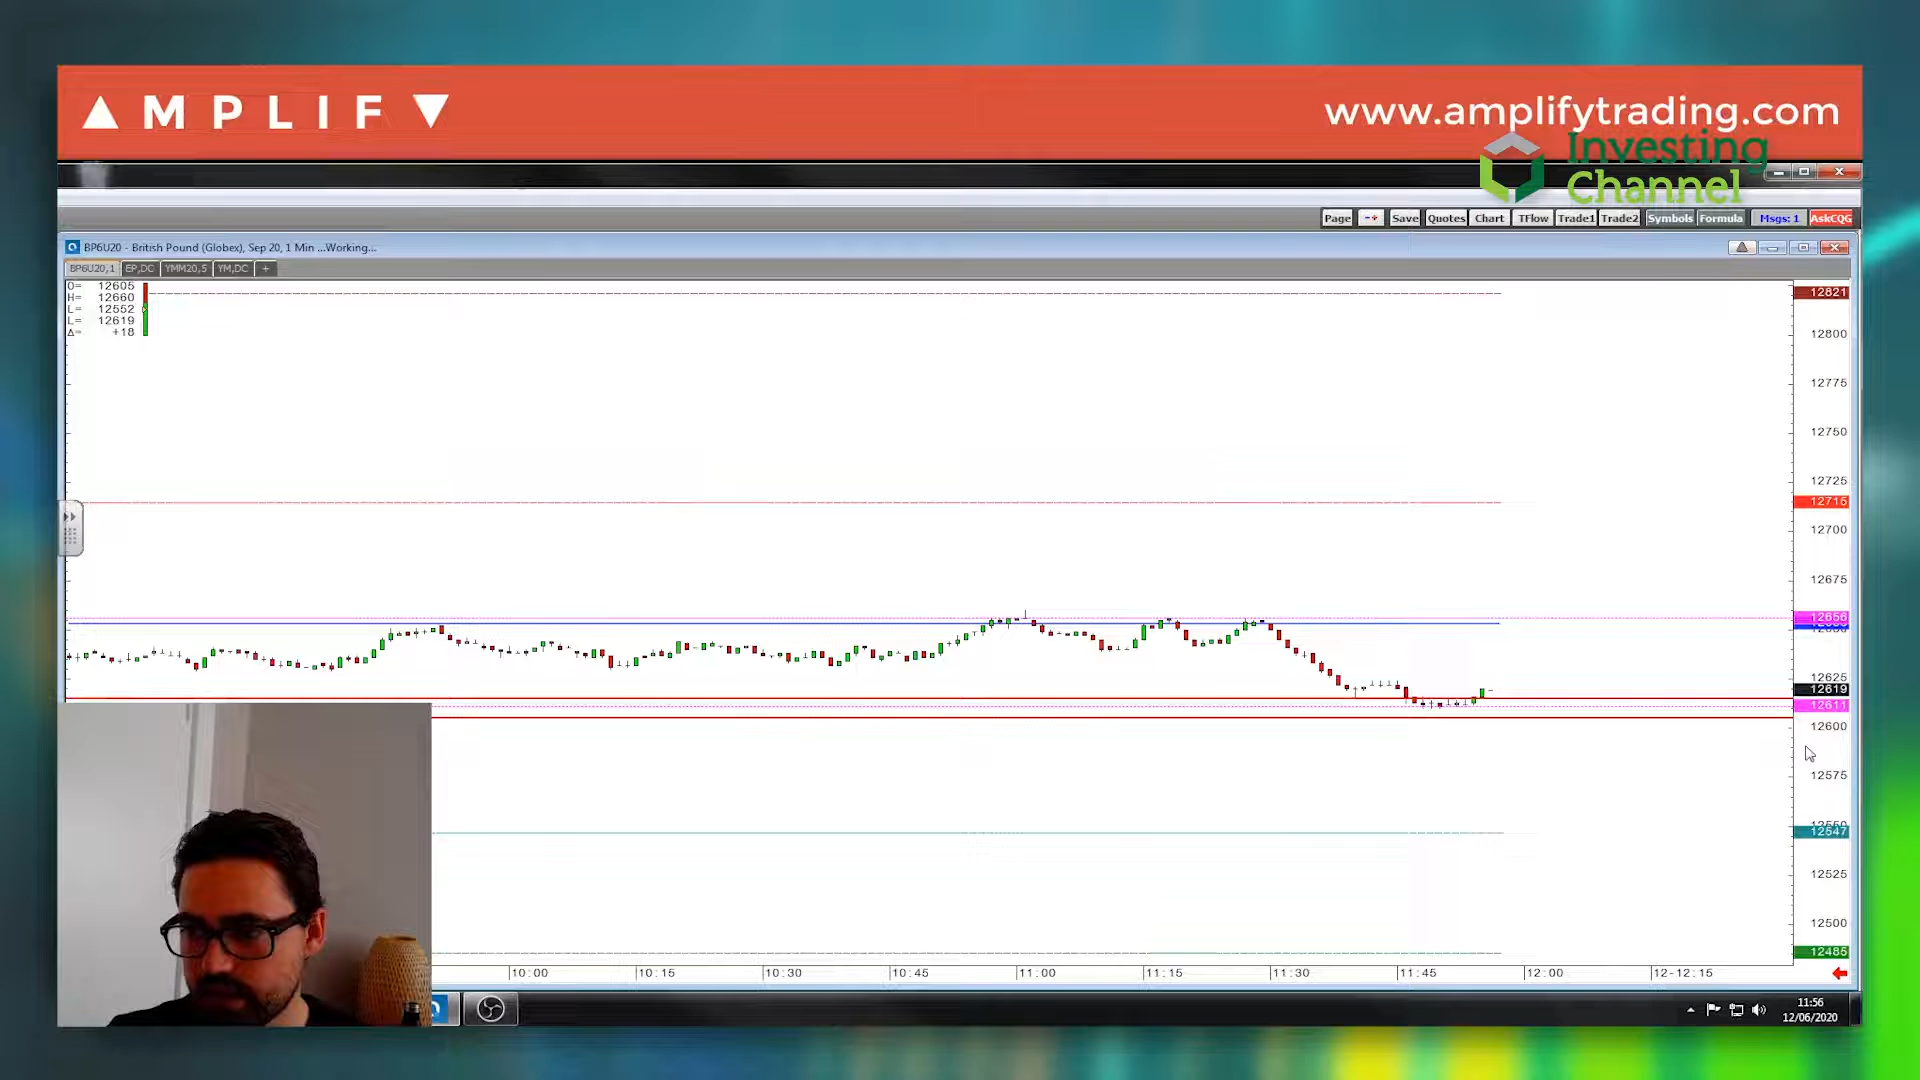 AMPLIFY
www.amplifytrading.com
Investing
Channel
Page Save Quotes Chart TFlow Trade1 Trade2 Symbols Formula Msgs: 1 AskCQG
BP6U20 - British Pound (Globex), Sep 20, 1 Min ...Working...
BP6U20,1 EP,DC YMM20,5 YM,DC +
O= 12605
H= 12660
L= 12552
L= 12619
Δ= +18
12821
12800
12775
12750
12725
12715
12700
12675
12656
12625
12619
12611
12600
12575
12547
12525
12500
12485
10:00 10:15 10:30 10:45 11:00 11:15 11:30 11:45 12:00 12-12:15
11:56
12/06/2020